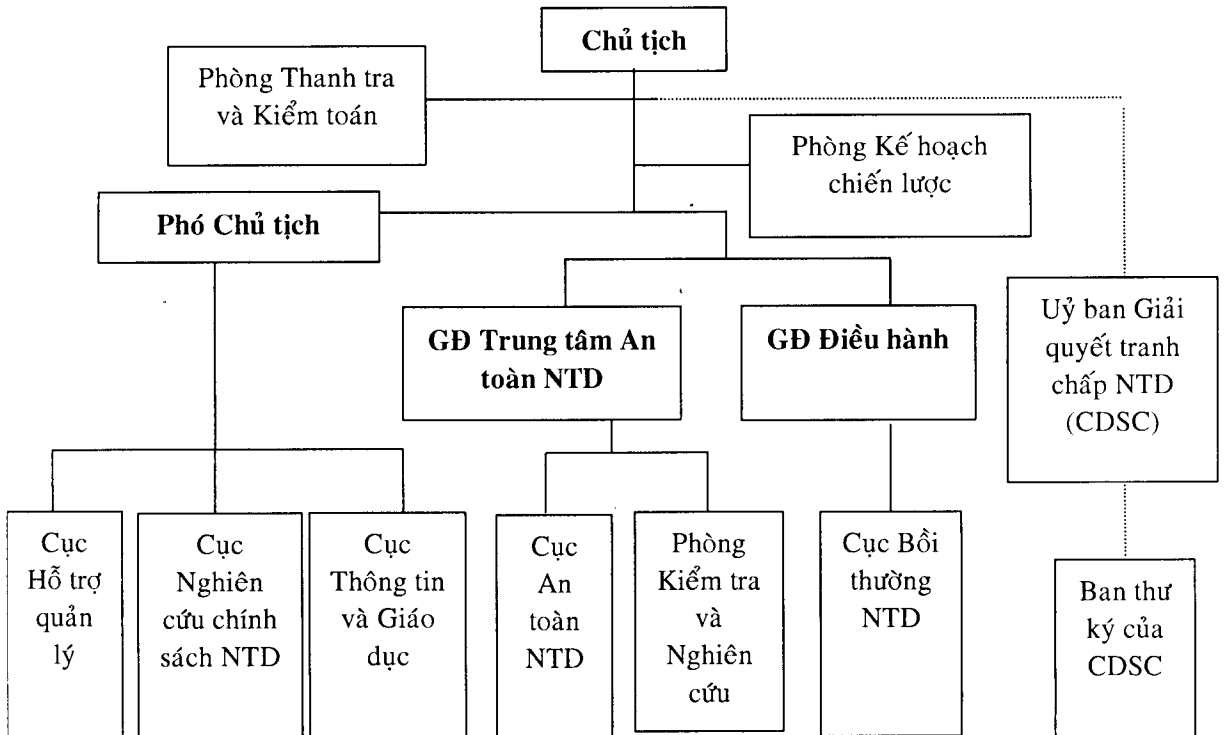 Chủ tịch
Phòng Thanh tra
và Kiểm toán
Phòng Kế hoạch
chiến lược
Phó Chủ tịch
GĐ Trung tâm An
toàn NTD
GĐ Điều hành
Uỷ ban Giải
quyết tranh
chấp NTD
(CDSC)
Cục
Hỗ trợ
quản
lý
Cục
Nghiên
cứu chính
sách NTD
Cục
Thông tin
và Giáo
dục
Cục
An
toàn
NTD
Phòng
Kiểm tra
và
Nghiên
cứu
Cục Bồi
thường
NTD
Ban thư
ký của
CDSC